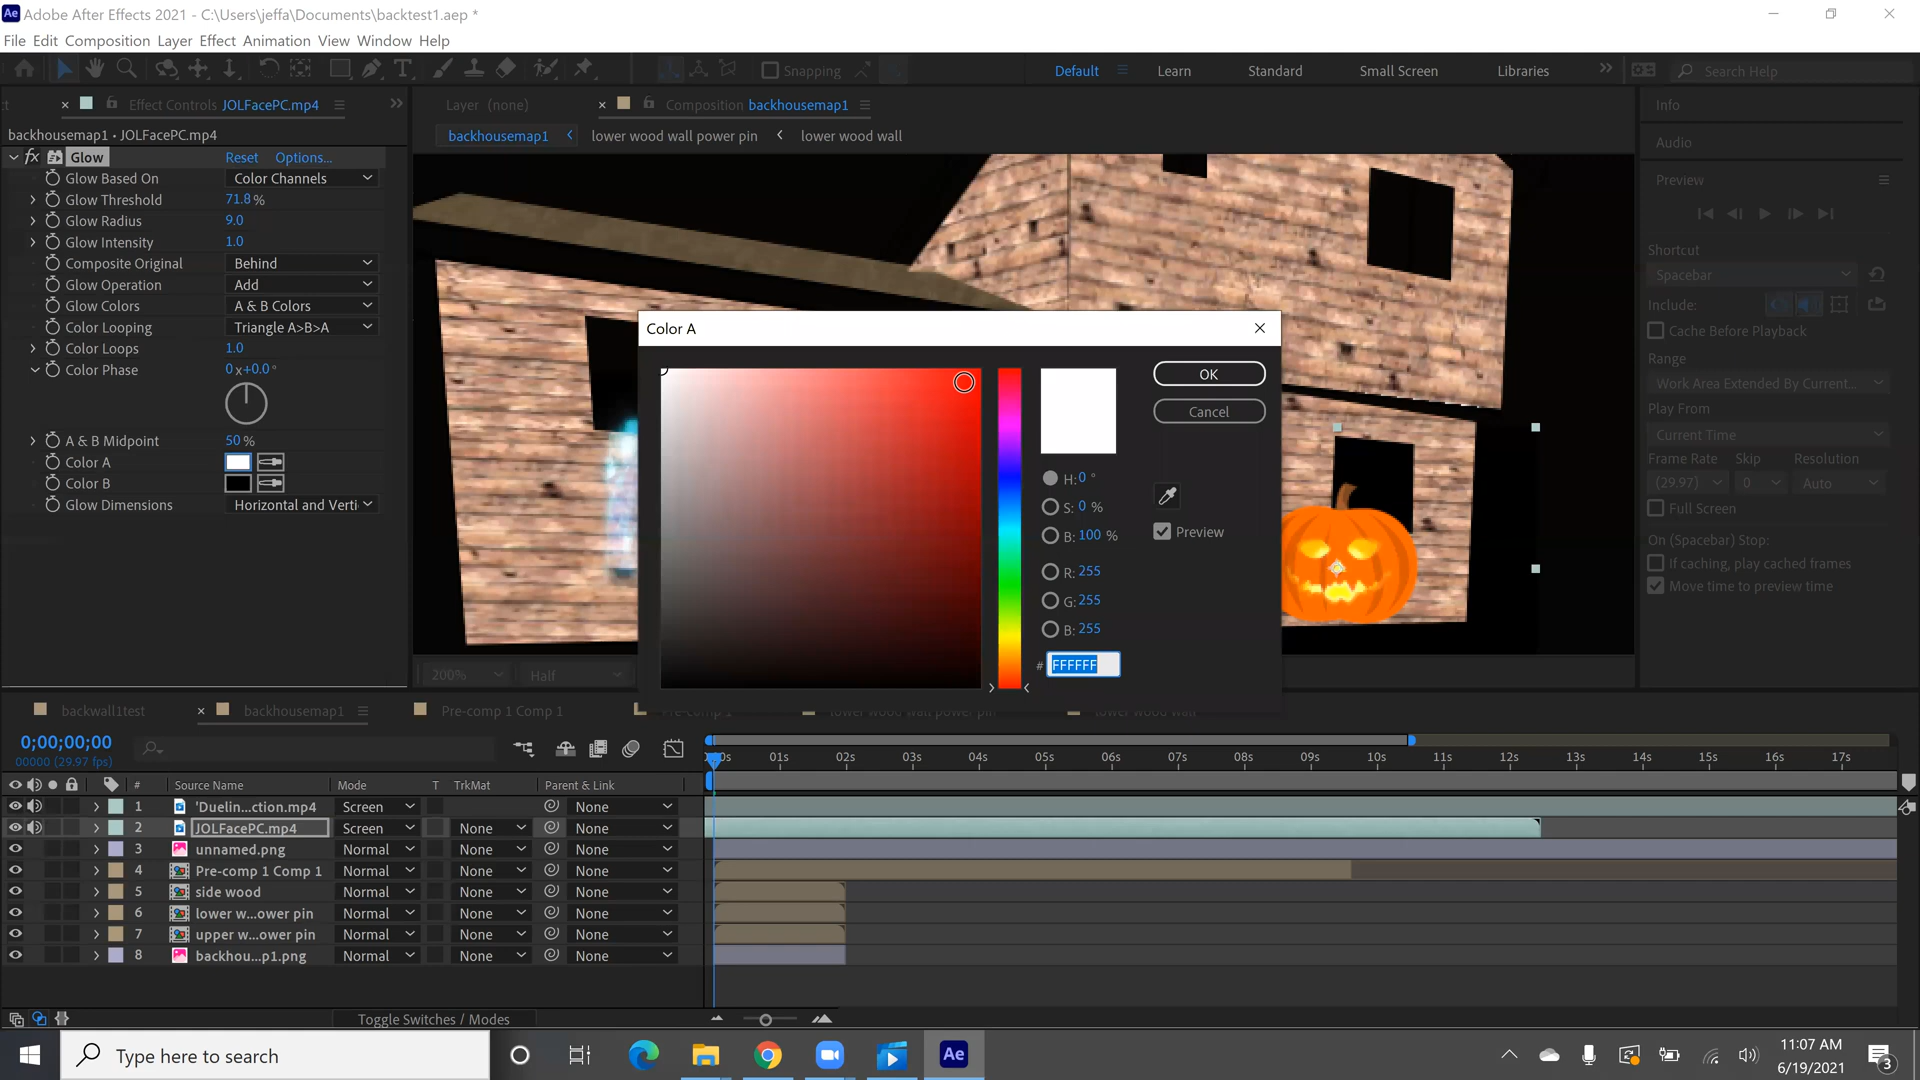 Ae Adobe After Effects 2021 - C:\Users\jeffa\Documents\backtest1.aep *
File Edit Composition Layer Effect Animation View Window Help
Snapping Default Learn Standard Small Screen Libraries Search Help
Effect Controls JOLFacePC.mp4
backhousemap1 • JOLFacePC.mp4
fx Glow Reset Options...
Glow Based On Color Channels
Glow Threshold 71.8 %
Glow Radius 9.0
Glow Intensity 1.0
Composite Original Behind
Glow Operation Add
Glow Colors A & B Colors
Color Looping Triangle A>B>A
Color Loops 1.0
Color Phase 0 x+0.0 °
A & B Midpoint 50 %
Color A
Color B
Glow Dimensions Horizontal and Verti
Layer (none) Composition backhousemap1
backhousemap1 lower wood wall power pin lower wood wall
200% Half
Color A
OK
Cancel
H: 0 °
S: 0 %
B: 100 %
Preview
R: 255
G: 255
B: 255
# FFFFFF
Info
Audio
Preview
Shortcut
Spacebar
Include:
Cache Before Playback
Range
Work Area Extended By Current...
Play From
Current Time
Frame Rate Skip Resolution
(29.97) 0 Auto
Full Screen
On (Spacebar) Stop:
If caching, play cached frames
Move time to preview time
backwall1test backhousemap1 Pre-comp 1 Comp 1
0;00;00;00
00000 (29.97 fps)
00s 01s 02s 03s 04s 05s 06s 07s 08s 09s 10s 11s 12s 13s 14s 15s 16s 17s
# Source Name Mode T TrkMat Parent & Link
1 'Duelin...ction.mp4 Screen None
2 JOLFacePC.mp4 Screen None None
3 unnamed.png Normal None None
4 Pre-comp 1 Comp 1 Normal None None
5 side wood Normal None None
6 lower w...ower pin Normal None None
7 upper w...ower pin Normal None None
8 backhou...p1.png Normal None None
Toggle Switches / Modes
Type here to search
Ae
11:07 AM
6/19/2021
3